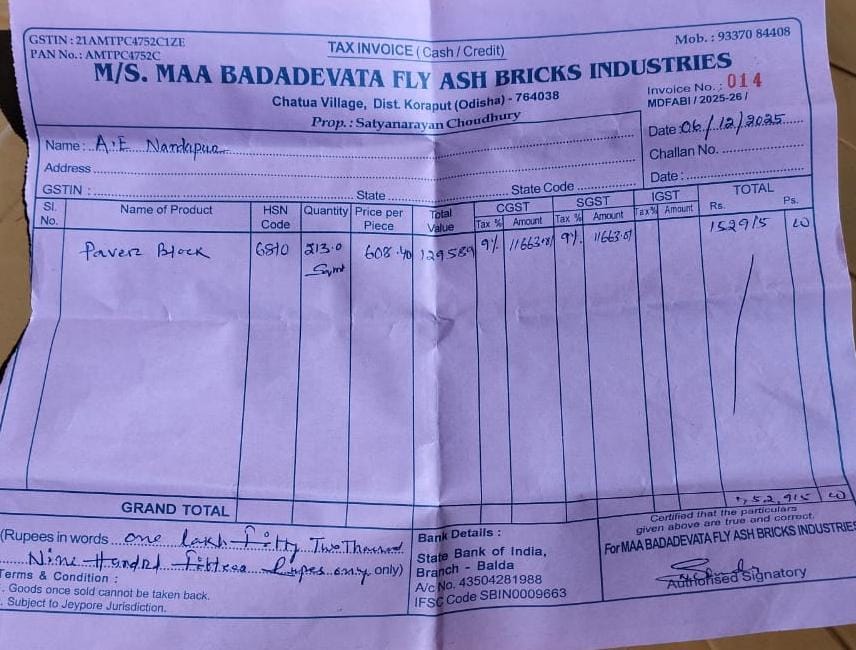 GSTIN : 21AMTPC4752C1ZE
PAN No. : AMTPC4752C
TAX INVOICE (Cash / Credit)
Mob. : 93370 84408
M/S. MAA BADADEVATA FLY ASH BRICKS INDUSTRIES
Chatua Village, Dist. Koraput (Odisha) - 764038
Prop. : Satyanarayan Choudhury
Invoice No. : 014
MDFABI / 2025-26 /
Name : A.E Nandapur
Date 06/12/2025
Address
Challan No.
GSTIN : State State Code
Date :
Sl. No. Name of Product HSN Code Quantity Price per Piece Total Value CGST SGST IGST TOTAL
Tax % Amount Tax % Amount Tax % Amount Rs. Ps.
Paver Block 6810 213.0 Sqmt 608.40 129589 9% 11663.01 9% 11663.01 152915 00
GRAND TOTAL 1,52,915 00
(Rupees in words one lakh fifty Two Thousand
Nine Handrd fifteen Rupes only only)
Terms & Condition :
. Goods once sold cannot be taken back.
. Subject to Jeypore Jurisdiction.
Bank Details :
State Bank of India,
Branch - Balda
A/c No. 43504281988
IFSC Code SBIN0009663
Certified that the particulars
given above are true and correct.
For MAA BADADEVATA FLY ASH BRICKS INDUSTRIES
Authorised Signatory